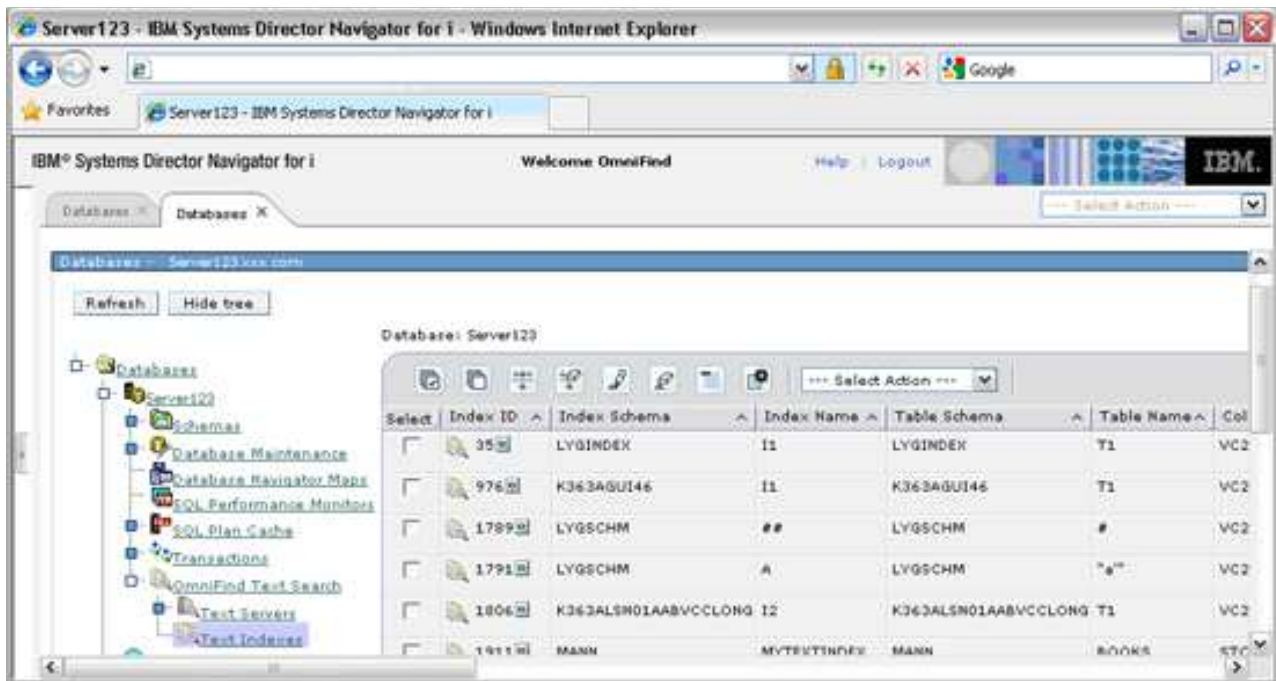 Server123 - IBM Systems Director Navigator for i - Windows Internet Explorer
Google
Favorites
Server123 - IBM Systems Director Navigator for i
IBM® Systems Director Navigator for i
Welcome OmniFind
Help | Logout
IBM.
Databases ×
Databases ×
--- Select Action ---
Databases - Server123.xxx.com
Refresh
Hide tree
Database: Server123
--- Select Action ---
Databases
Server123
Schemas
Database Maintenance
Database Navigator Maps
SQL Performance Monitors
SQL Plan Cache
Transactions
OmniFind Text Search
Text Servers
Text Indexes
Select Index ID Index Schema Index Name Table Schema Table Name Col
35 LYGINDEX I1 LYGINDEX T1 VC2
976 K363AGUI46 I1 K363AGUI46 T1 VC2
1789 LYGSCHM ## LYGSCHM # VC2
1791 LYGSCHM A LYGSCHM "a"" VC2
1806 K363ALSN01AABVCCLONG I2 K363ALSN01AABVCCLONG T1 VC2
1911 MANN MYTEXTINDEX MANN BOOKS